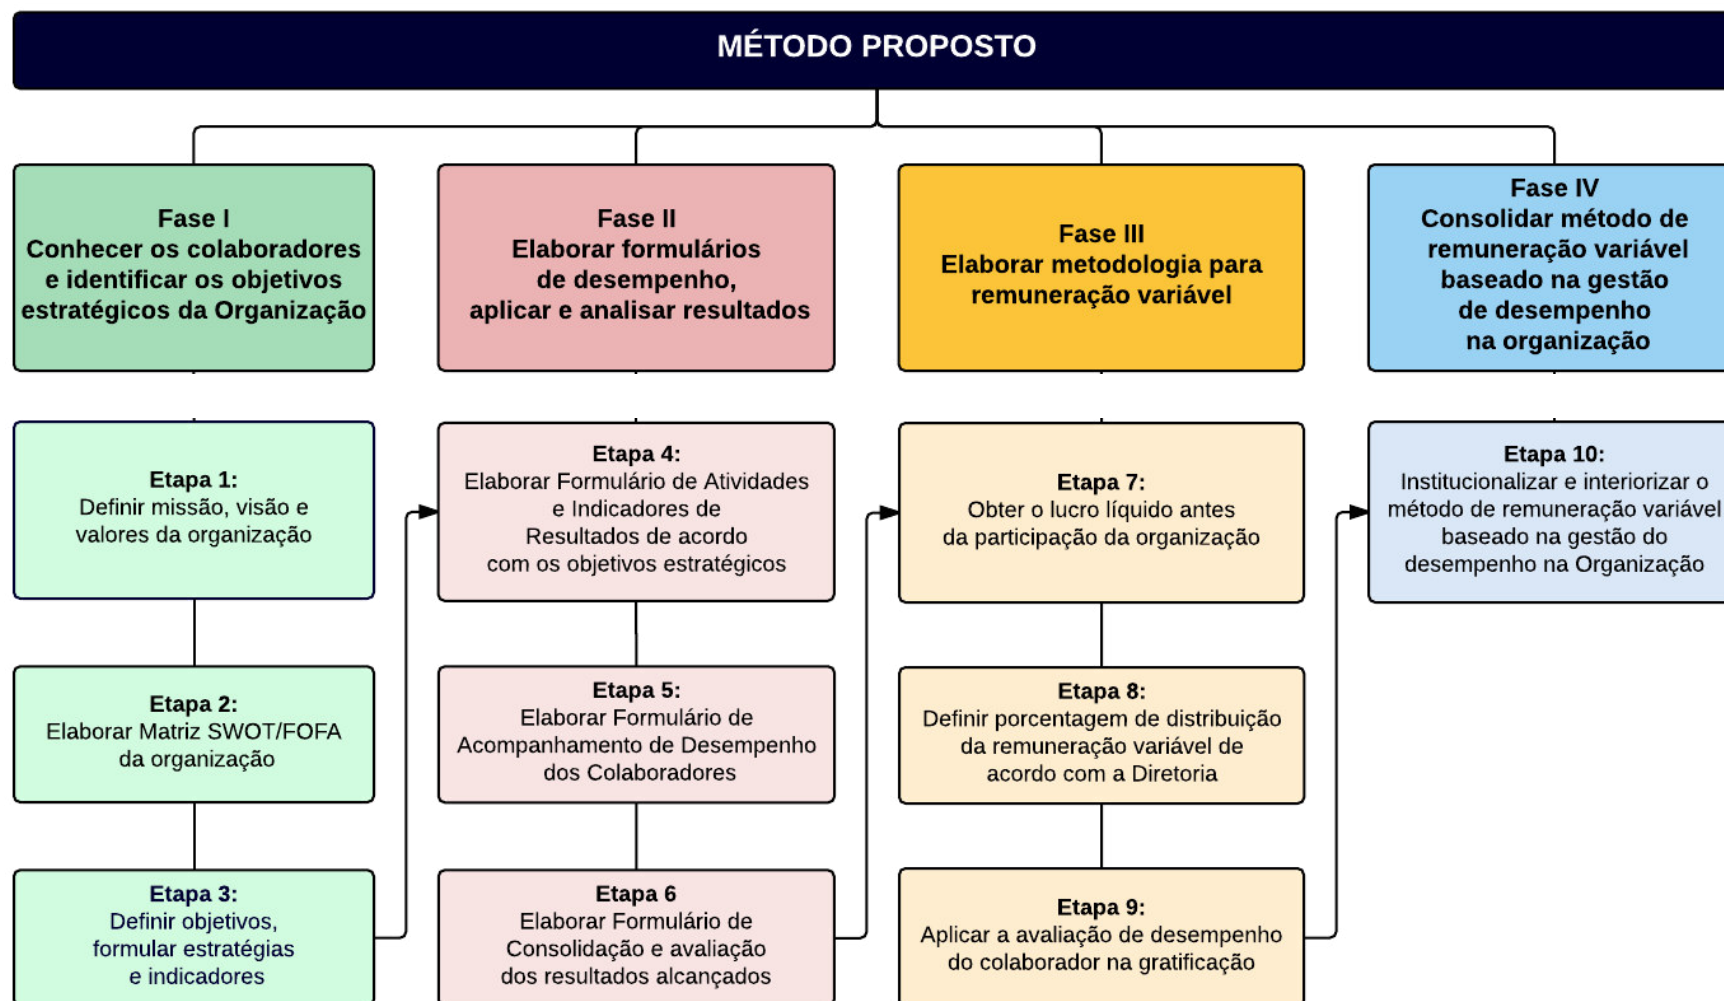 MÉTODO PROPOSTO
Fase I
Conhecer os colaboradores
e identificar os objetivos
estratégicos da Organização
Fase II
Elaborar formulários
de desempenho,
aplicar e analisar resultados
Fase III
Elaborar metodologia para
remuneração variável
Fase IV
Consolidar método de
remuneração variável
baseado na gestão
de desempenho
na organização
Etapa 1:
Definir missão, visão e
valores da organização
Etapa 2:
Elaborar Matriz SWOT/FOFA
da organização
Etapa 3:
Definir objetivos,
formular estratégias
e indicadores
Etapa 4:
Elaborar Formulário de Atividades
e Indicadores de
Resultados de acordo
com os objetivos estratégicos
Etapa 5:
Elaborar Formulário de
Acompanhamento de Desempenho
dos Colaboradores
Etapa 6
Elaborar Formulário de
Consolidação e avaliação
dos resultados alcançados
Etapa 7:
Obter o lucro líquido antes
da participação da organização
Etapa 8:
Definir porcentagem de distribuição
da remuneração variável de
acordo com a Diretoria
Etapa 9:
Aplicar a avaliação de desempenho
do colaborador na gratificação
Etapa 10:
Institucionalizar e interiorizar o
método de remuneração variável
baseado na gestão do
desempenho na Organização